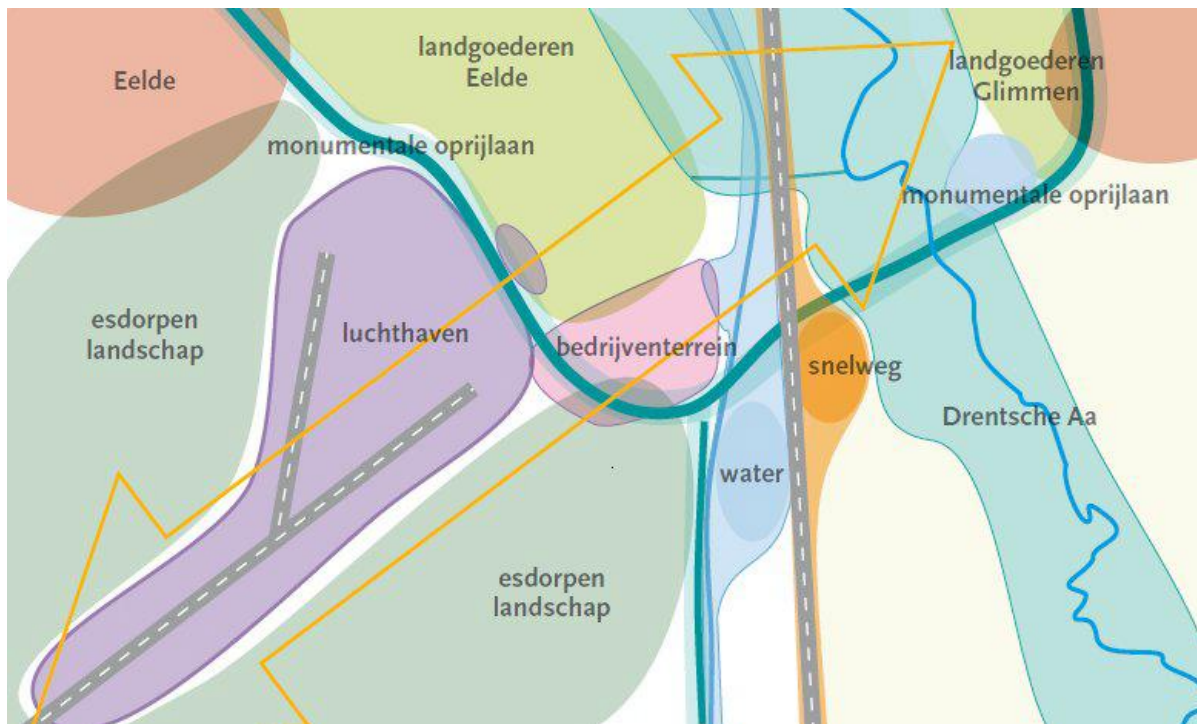 Eelde
landgoederen
Eelde
landgoederen
Glimmen
monumentale oprijlaan
monumentale oprijlaan
esdorpen
landschap
luchthaven
bedrijventerrein
snelweg
Drentsche Aa
water
esdorpen
landschap